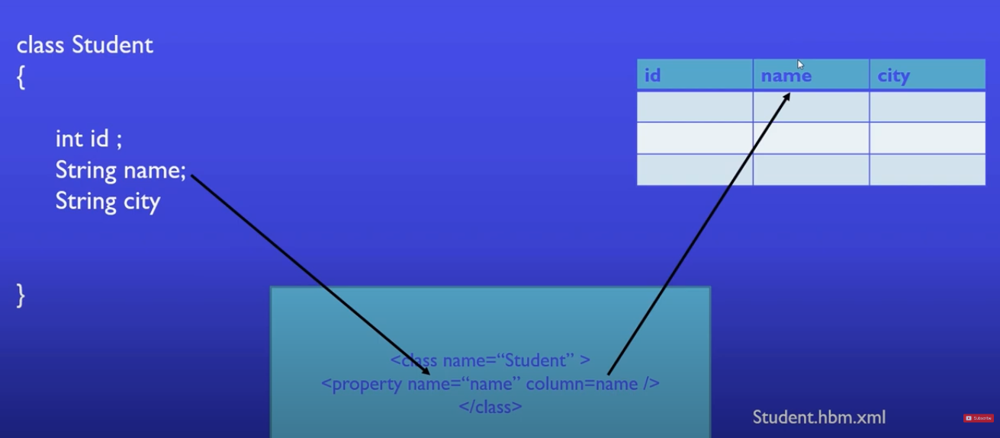 class Student
{
int id ;
String name;
String city
}
id name city
<class name=“Student” >
<property name=“name” column=name />
</class>
Student.hbm.xml
Subscribe